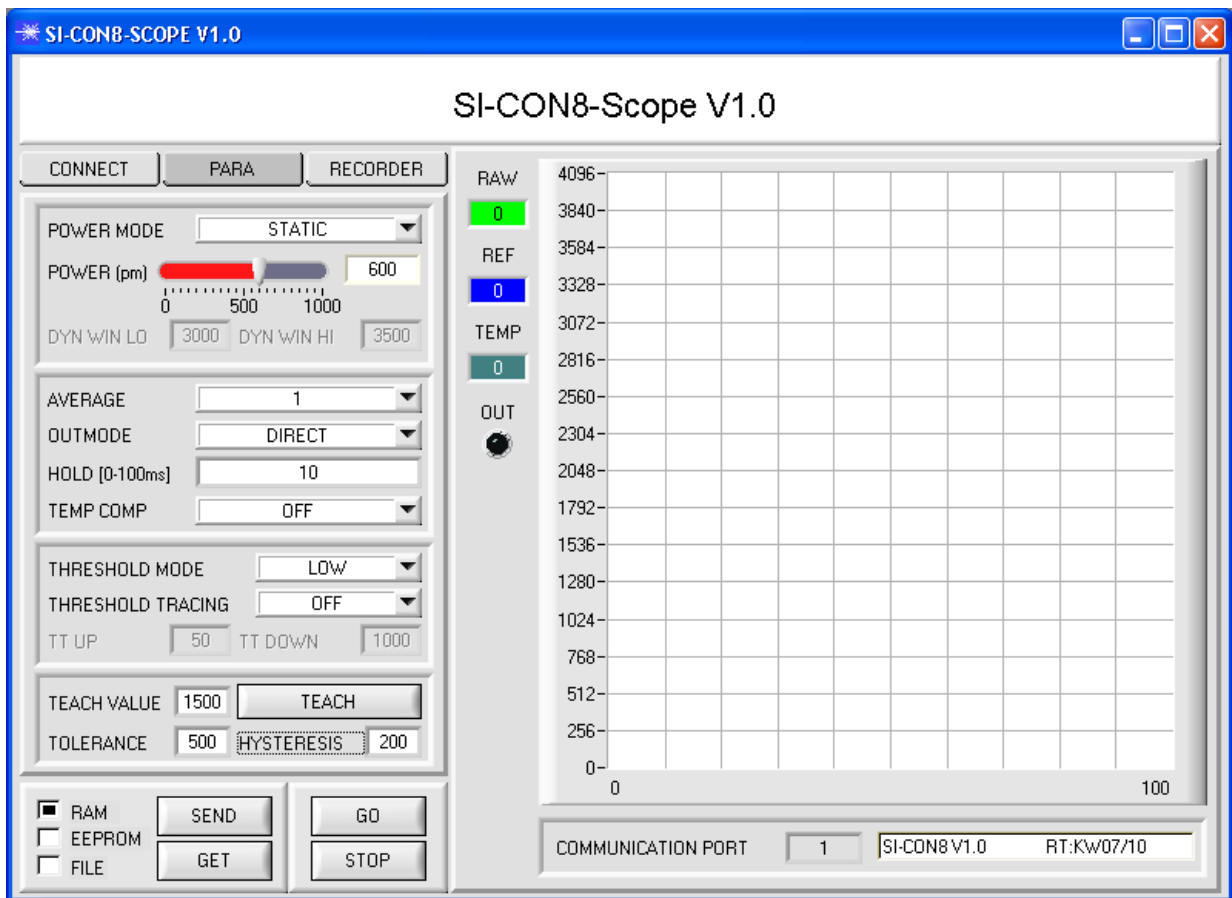 SI-CON8-SCOPE V1.0
SI-CON8-Scope V1.0
CONNECT PARA RECORDER
POWER MODE STATIC
POWER (pm) 600
0 500 1000
DYN WIN LO 3000 DYN WIN HI 3500
AVERAGE 1
OUTMODE DIRECT
HOLD [0-100ms] 10
TEMP COMP OFF
THRESHOLD MODE LOW
THRESHOLD TRACING OFF
TT UP 50 TT DOWN 1000
TEACH VALUE 1500 TEACH
TOLERANCE 500 HYSTERESIS 200
RAM
EEPROM
FILE
SEND
GET
GO
STOP
RAW
0
REF
0
TEMP
0
OUT
4096
3840
3584
3328
3072
2816
2560
2304
2048
1792
1536
1280
1024
768
512
256
0
0 100
COMMUNICATION PORT 1 SI-CON8 V1.0 RT:KW07/10